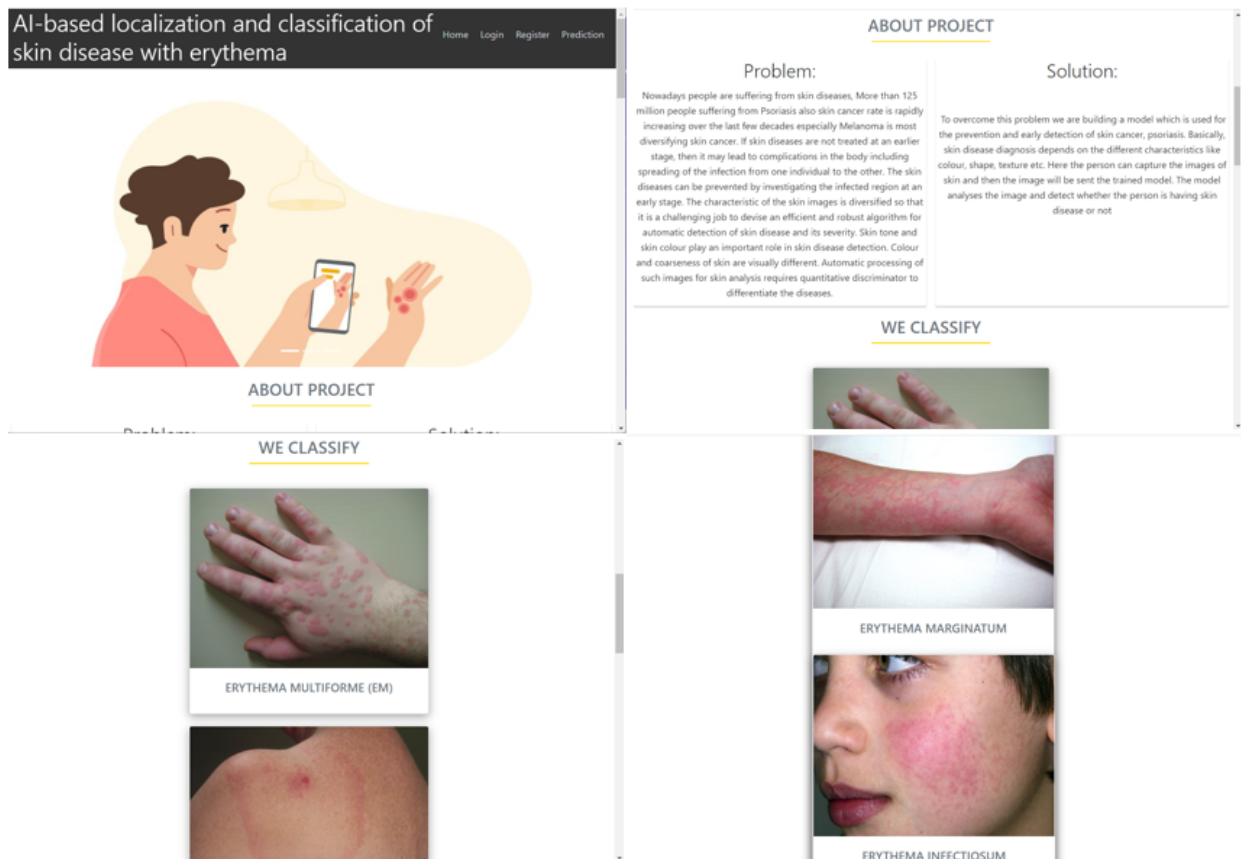 AI-based localization and classification of
skin disease with erythema
Home Login Register Prediction
ABOUT PROJECT
Problem:
Solution:
ABOUT PROJECT
Problem:
Nowadays people are suffering from skin diseases, More than 125
million people suffering from Psoriasis also skin cancer rate is rapidly
increasing over the last few decades especially Melanoma is most
diversifying skin cancer. If skin diseases are not treated at an earlier
stage, then it may lead to complications in the body including
spreading of the infection from one individual to the other. The skin
diseases can be prevented by investigating the infected region at an
early stage. The characteristic of the skin images is diversified so that
it is a challenging job to devise an efficient and robust algorithm for
automatic detection of skin disease and its severity. Skin tone and
skin colour play an important role in skin disease detection. Colour
and coarseness of skin are visually different. Automatic processing of
such images for skin analysis requires quantitative discriminator to
differentiate the diseases.
Solution:
To overcome this problem we are building a model which is used for
the prevention and early detection of skin cancer, psoriasis. Basically,
skin disease diagnosis depends on the different characteristics like
colour, shape, texture etc. Here the person can capture the images of
skin and then the image will be sent the trained model. The model
analyses the image and detect whether the person is having skin
disease or not
WE CLASSIFY
WE CLASSIFY
ERYTHEMA MULTIFORME (EM)
ERYTHEMA MARGINATUM
ERYTHEMA INFECTIOSUM